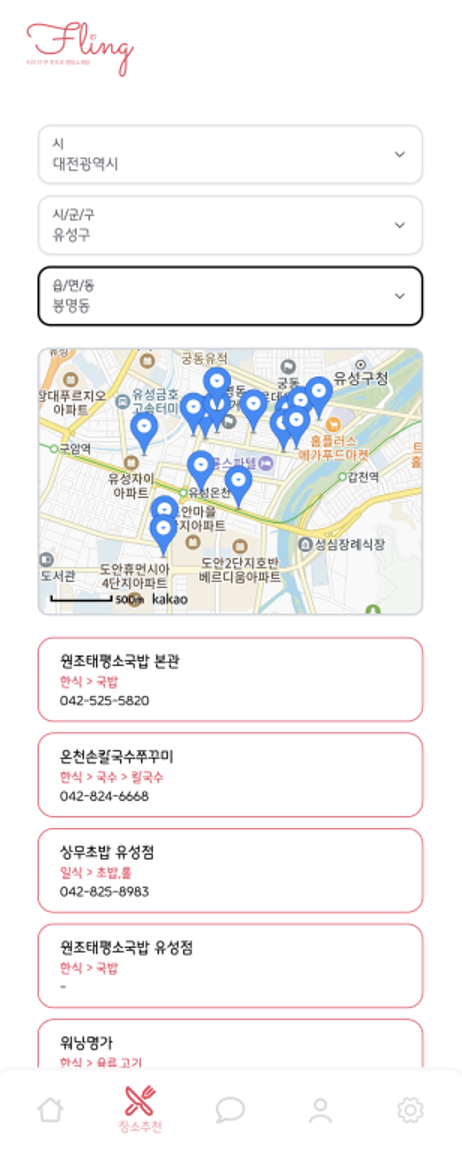 Fling
시
대전광역시
시/군/구
유성구
읍/면/동
봉명동
궁동유적
장대푸르지오
아파트
유성금호
고속터미
궁동
유성구청
구암역
홈플러스
메가푸드마켓
유성자이
아파트
스파텔
유성온천
갑천역
도안휴먼시아
4단지아파트
도안2단지호반
베르디움아파트
성심장례식장
도서관
500m kakao
원조태평소국밥 본관
한식 > 국밥
042-525-5820
온천손칼국수쭈꾸미
한식 > 국수 > 칼국수
042-824-6668
상무초밥 유성점
일식 > 초밥,롤
042-825-8983
원조태평소국밥 유성점
한식 > 국밥
-
워낭명가
한식 > 육류,고기
장소추천